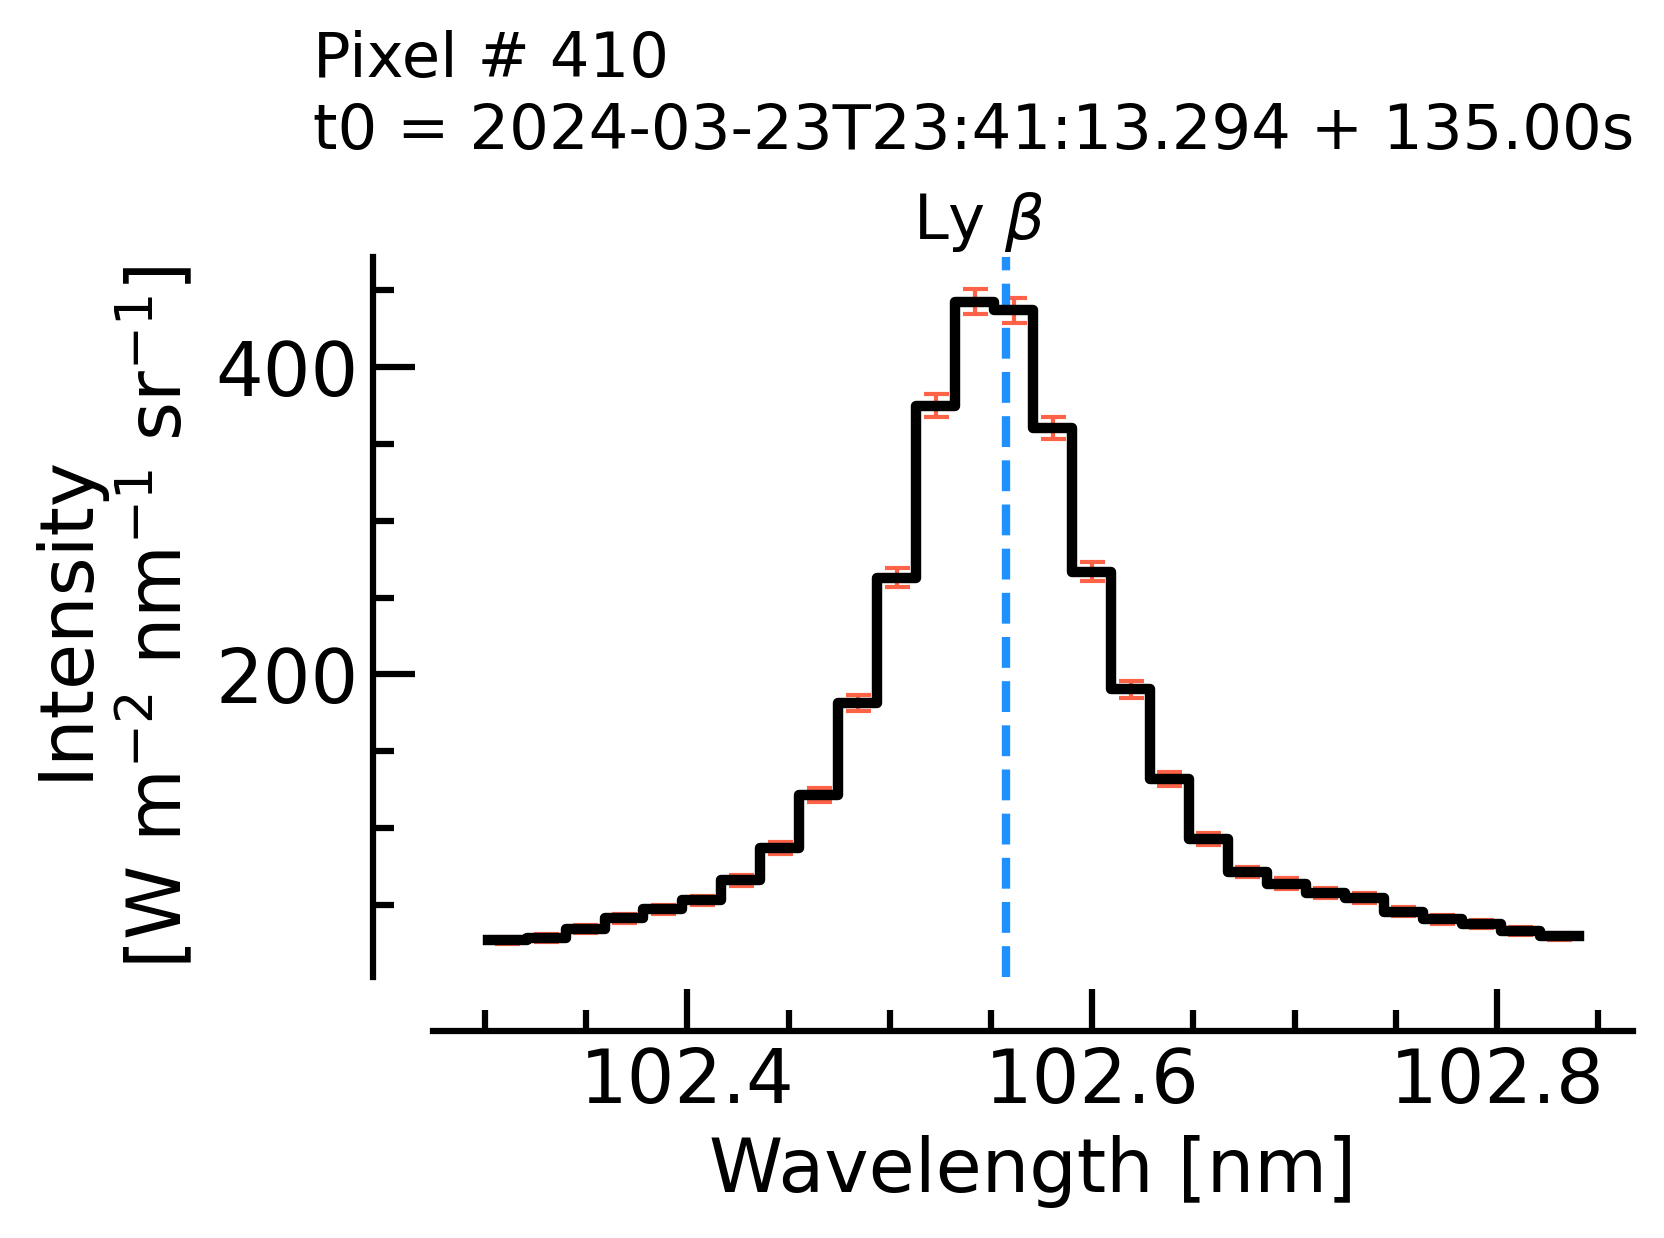 Pixel # 410
t0 = 2024-03-23T23:41:13.294 + 135.00s
Ly β
Intensity
[W m⁻² nm⁻¹ sr⁻¹]
400
200
102.4 102.6 102.8
Wavelength [nm]